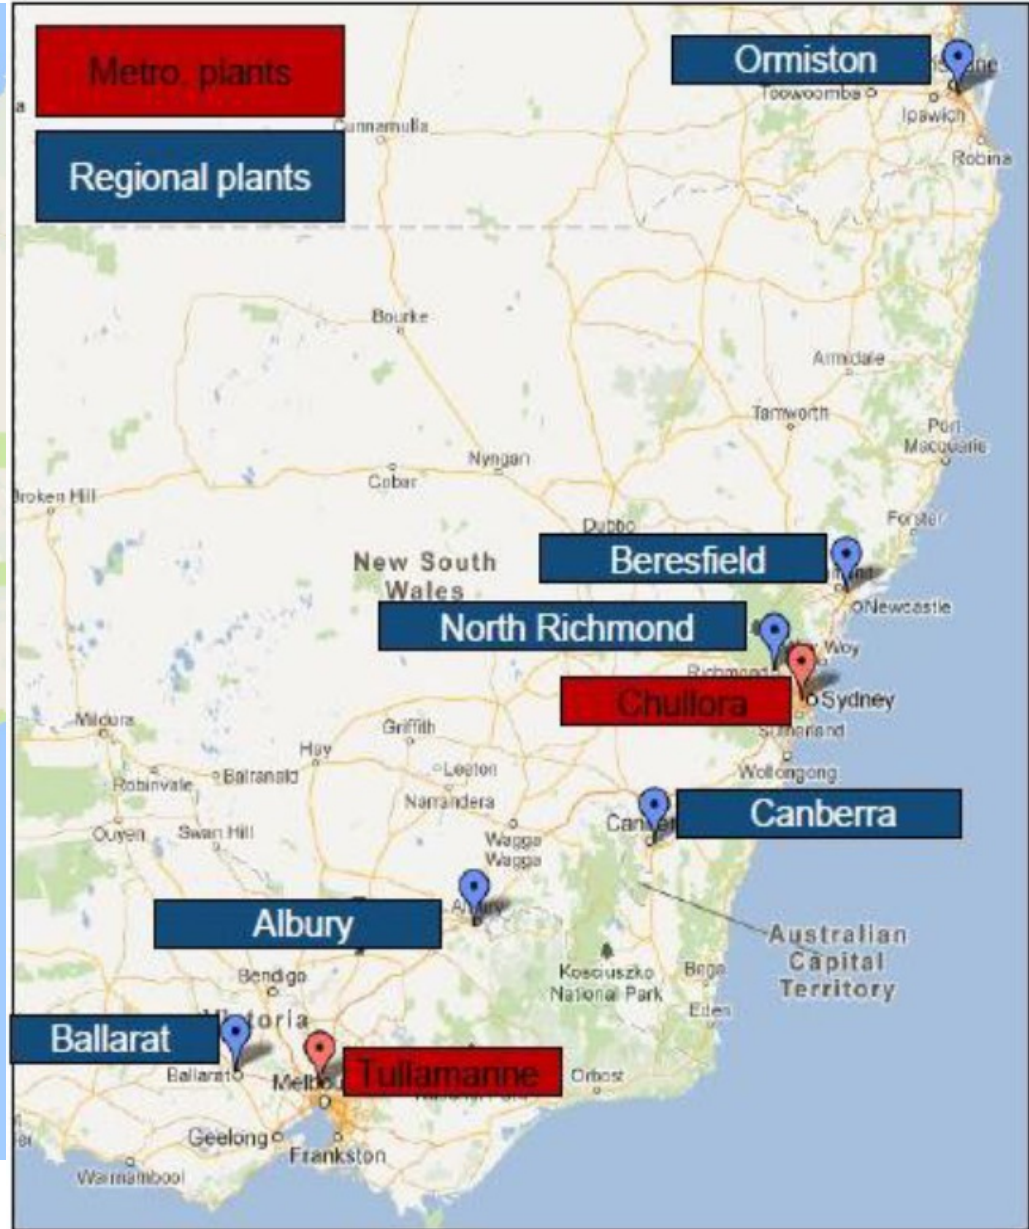 Metro, plants
Regional plants
Ormiston
Toowoomba
Ipswich
Robina
Cunnamulla
Bourke
Armidale
Tamworth
Port
Macquarie
Nyngan
Cobar
Broken Hill
Forster
Dubbo
New South
Wales
Beresfield
Newcastle
North Richmond
Woy
Richmond
Chullora
Sydney
Sutherland
Wollongong
Mildura
Griffith
Hay
Leeton
Robinvale
Balranald
Narrandera
Canberra
Ouyen
Swan Hill
Wagga
Wagga
Albury
Albury
Australian
Capital
Territory
Bendigo
Kosciuszko
National Park
Bega
Eden
Ballarat
Ballarat
Tullamanne
Orbost
Geelong
Frankston
Warrnambool